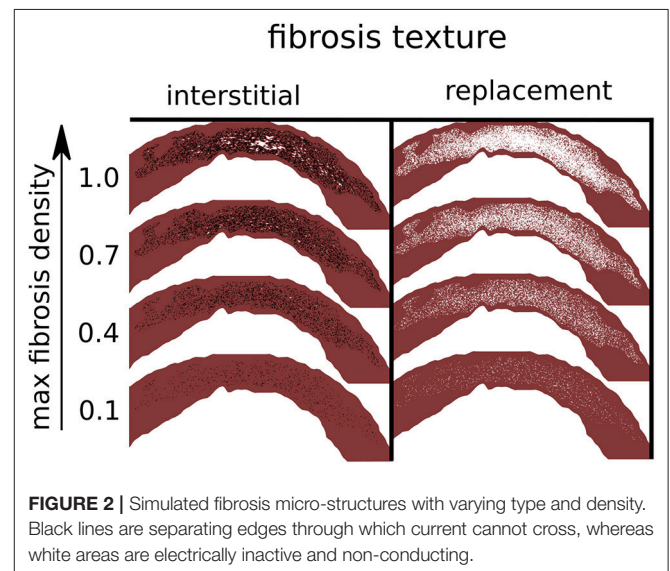 fibrosis texture
interstitial
replacement
max fibrosis density
1.0
0.7
0.4
0.1
FIGURE 2 | Simulated fibrosis micro-structures with varying type and density.
Black lines are separating edges through which current cannot cross, whereas
white areas are electrically inactive and non-conducting.